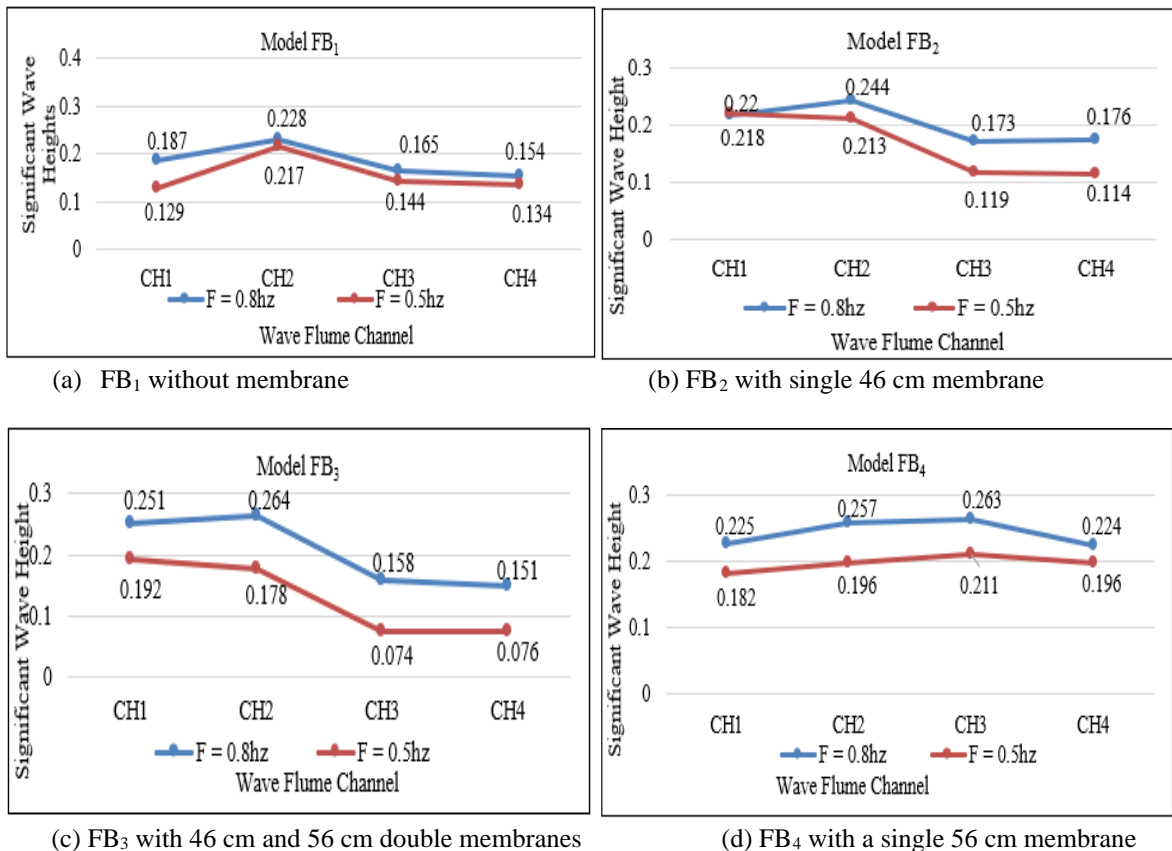 Model FB₁
Significant Wave Heights
0.4
0.3
0.2
0.1
0
0.187
0.228
0.165
0.154
0.129
0.217
0.144
0.134
CH1 CH2 CH3 CH4
F = 0.8hz F = 0.5hz
Wave Flume Channel
(a) FB₁ without membrane
Model FB₂
Significant Wave Height
0.3
0.2
0.1
0
0.22
0.244
0.173
0.176
0.218
0.213
0.119
0.114
CH1 CH2 CH3 CH4
F = 0.8hz F = 0.5hz
Wave Flume Channel
(b) FB₂ with single 46 cm membrane
Model FB₃
Significant Wave Height
0.3
0.2
0.1
0
0.251
0.264
0.158
0.151
0.192
0.178
0.074
0.076
CH1 CH2 CH3 CH4
F = 0.8hz F = 0.5hz
Wave Flume Channel
(c) FB₃ with 46 cm and 56 cm double membranes
Model FB₄
Significant Wave Height
0.3
0.2
0.1
0
0.225
0.257
0.263
0.224
0.182
0.196
0.211
0.196
CH1 CH2 CH3 CH4
F = 0.8hz F = 0.5hz
Wave Flume Channel
(d) FB₄ with a single 56 cm membrane